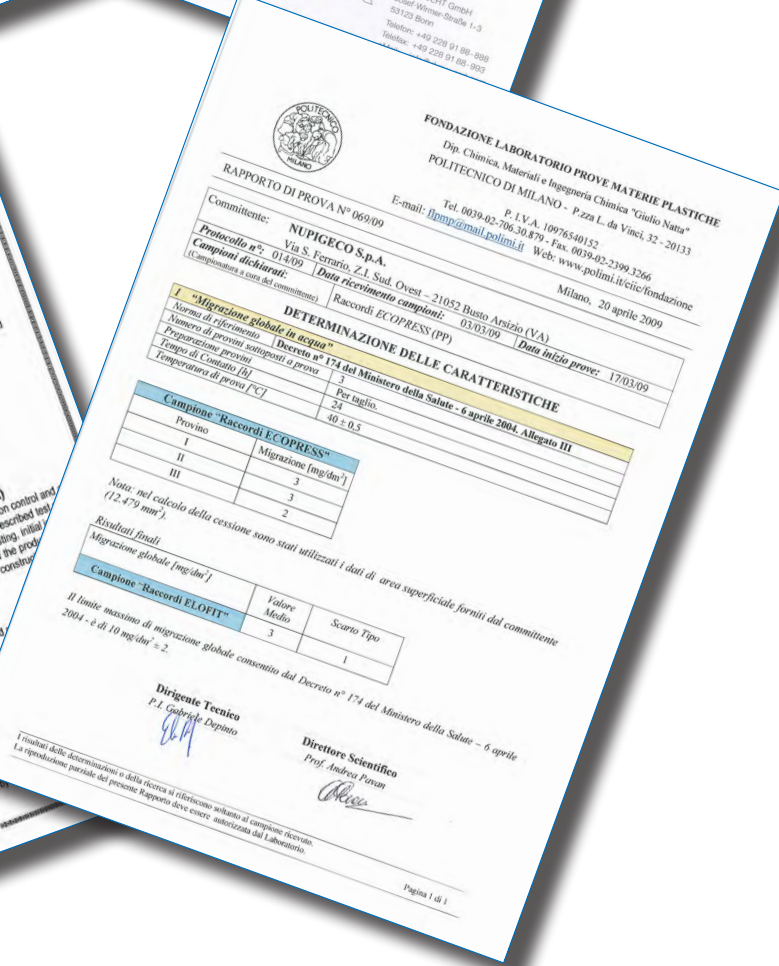 GmbH
Josef-Wirmer-Straße 1-3
53123 Bonn
Telefon: +49 228 91 88-888
Telefax: +49 228 91 88-993
POLITECNICO
MILANO
FONDAZIONE LABORATORIO PROVE MATERIE PLASTICHE
Dip. Chimica, Materiali e Ingegneria Chimica "Giulio Natta"
POLITECNICO DI MILANO - P.zza L. da Vinci, 32 - 20133
P. I.V.A. 10976540152
Tel. 0039-02-706.30.879 - Fax. 0039-02-2399.3266
E-mail: flpmp@mail.polimi.it Web: www.polimi.it/ciic/fondazione
RAPPORTO DI PROVA N° 069/09
Milano, 20 aprile 2009
Committente: NUPIGECO S.p.A.
Via S. Ferrario, Z.I. Sud, Ovest – 21052 Busto Arsizio (VA)
Protocollo n°: 014/09 Data ricevimento campioni: 03/03/09 Data inizio prove: 17/03/09
Campioni dichiarati: Raccordi ECOPRESS (PP)
(Campionatura a cura del committente)
DETERMINAZIONE DELLE CARATTERISTICHE
1 "Migrazione globale in acqua"
Norma di riferimento Decreto n° 174 del Ministero della Salute - 6 aprile 2004. Allegato III
Numero di provini sottoposti a prova 3
Preparazione provini Per taglio.
Tempo di Contatto [h] 24
Temperatura di prova [°C] 40 ± 0,5
Campione "Raccordi ECOPRESS"
Provino Migrazione [mg/dm²]
I 3
II 3
III 2
Nota: nel calcolo della cessione sono stati utilizzati i dati di area superficiale forniti dal committente
(12.479 mm²).
Risultati finali
Migrazione globale [mg/dm²] Valore Medio Scarto Tipo
Campione "Raccordi ELOFIT" 3 1
Il limite massimo di migrazione globale consentito dal Decreto n° 174 del Ministero della Salute – 6 aprile
2004 - è di 10 mg/dm² ± 2.
Dirigente Tecnico
P.I. Gabriele Depinto
Direttore Scientifico
Prof. Andrea Pavan
I risultati delle determinazioni o della ricerca si riferiscono soltanto al campione ricevuto.
La riproduzione parziale del presente Rapporto deve essere autorizzata dal Laboratorio.
Pagina 1 di 1
on control and
test
initial
the